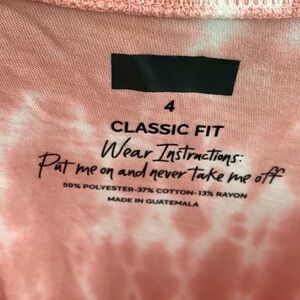 4
CLASSIC FIT
Wear Instructions:
Put me on and never take me off
50% POLYESTER-37% COTTON-13% RAYON
MADE IN GUATEMALA